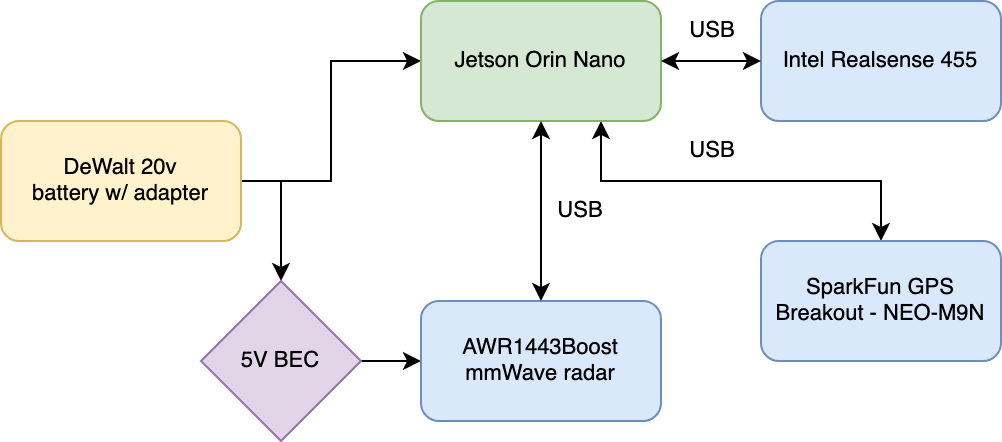 USB
Jetson Orin Nano
Intel Realsense 455
USB
DeWalt 20v
battery w/ adapter
USB
SparkFun GPS
Breakout - NEO-M9N
5V BEC
AWR1443Boost
mmWave radar